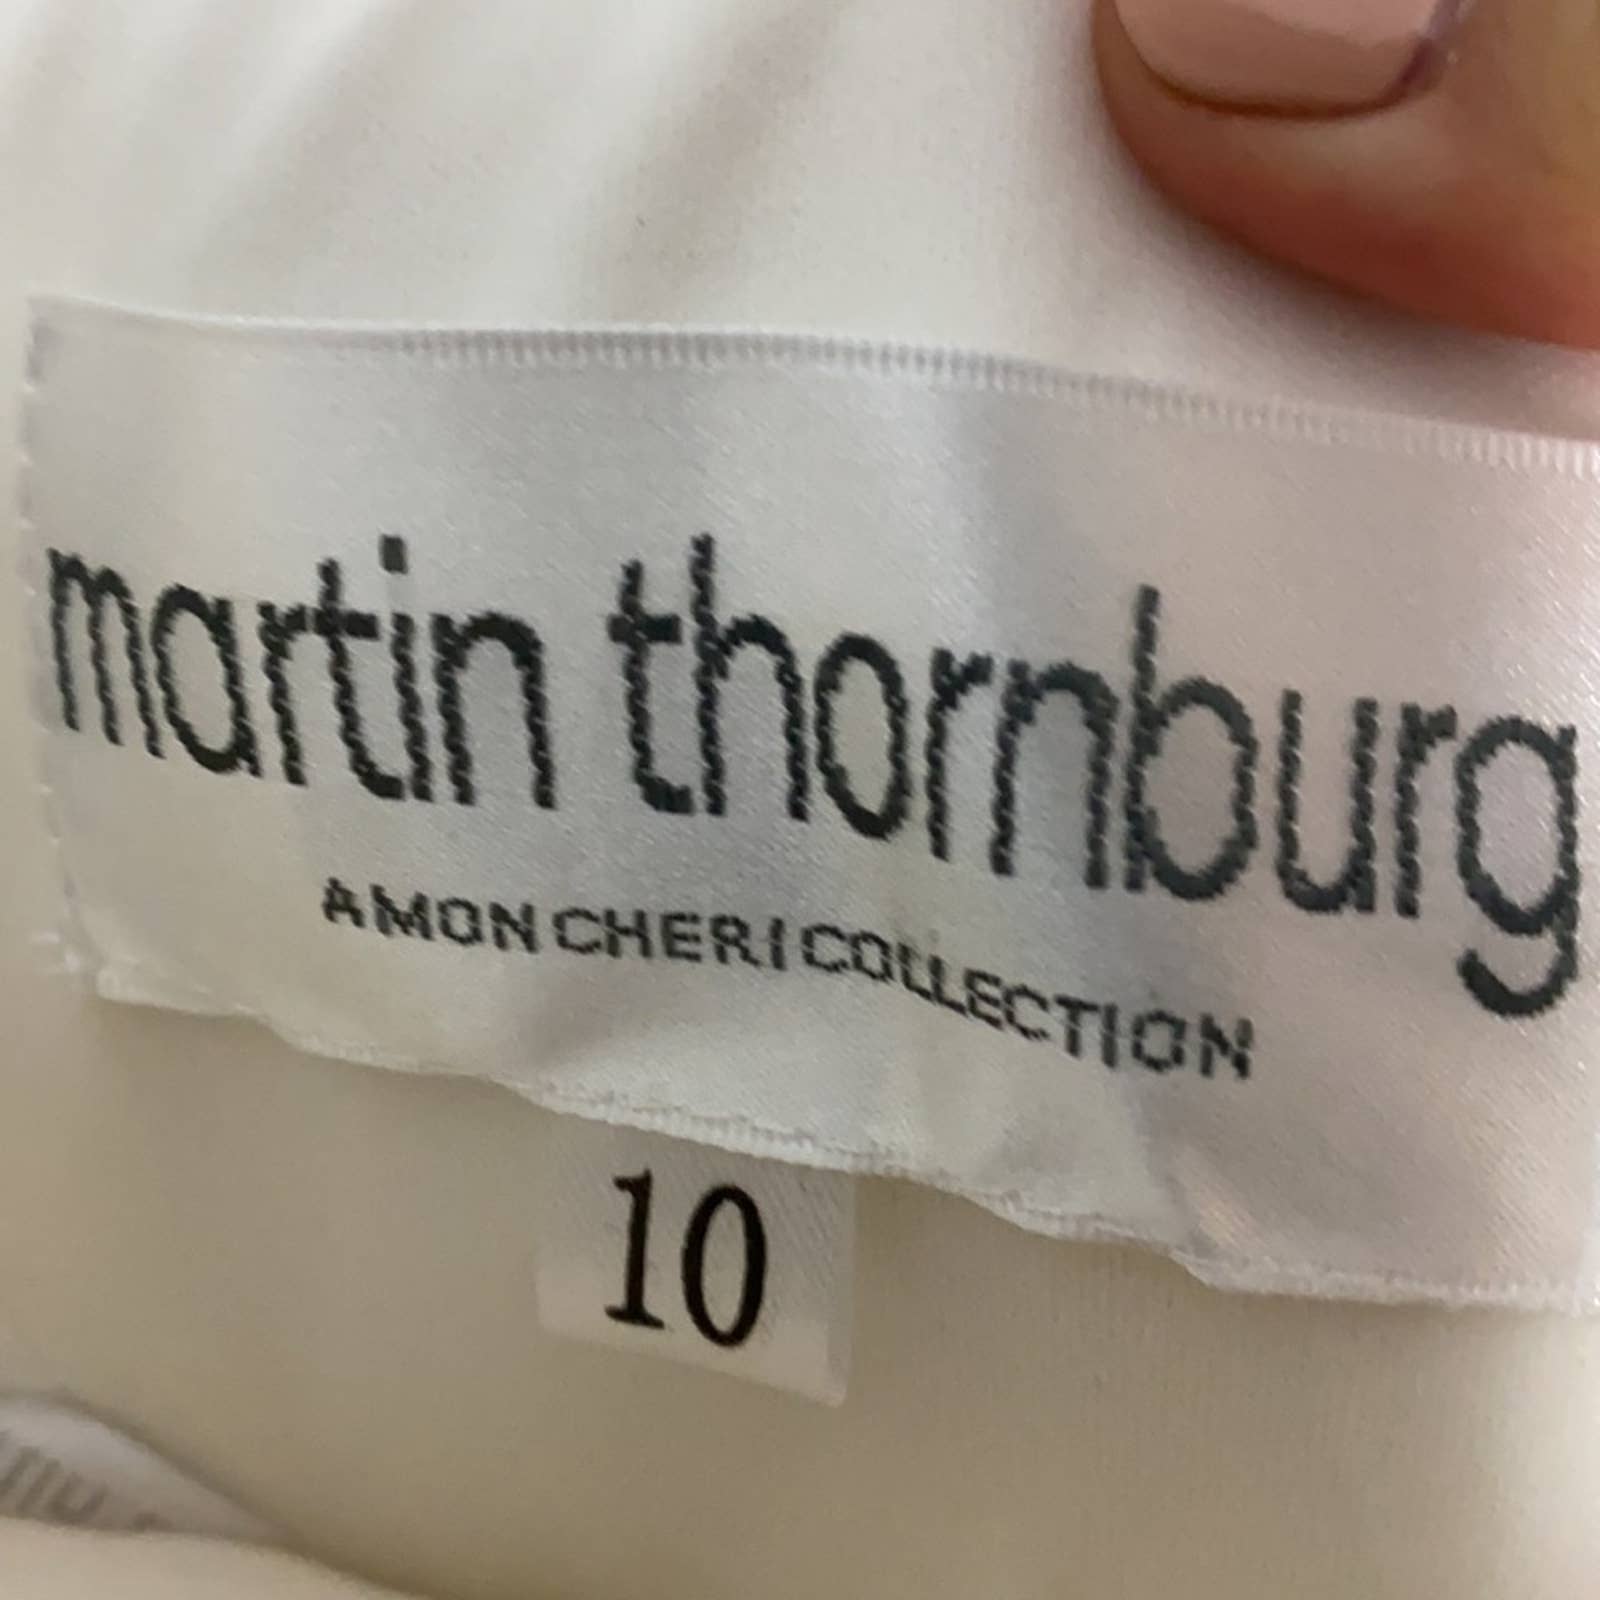 martin thornburg
A MON CHERI COLLECTION
10